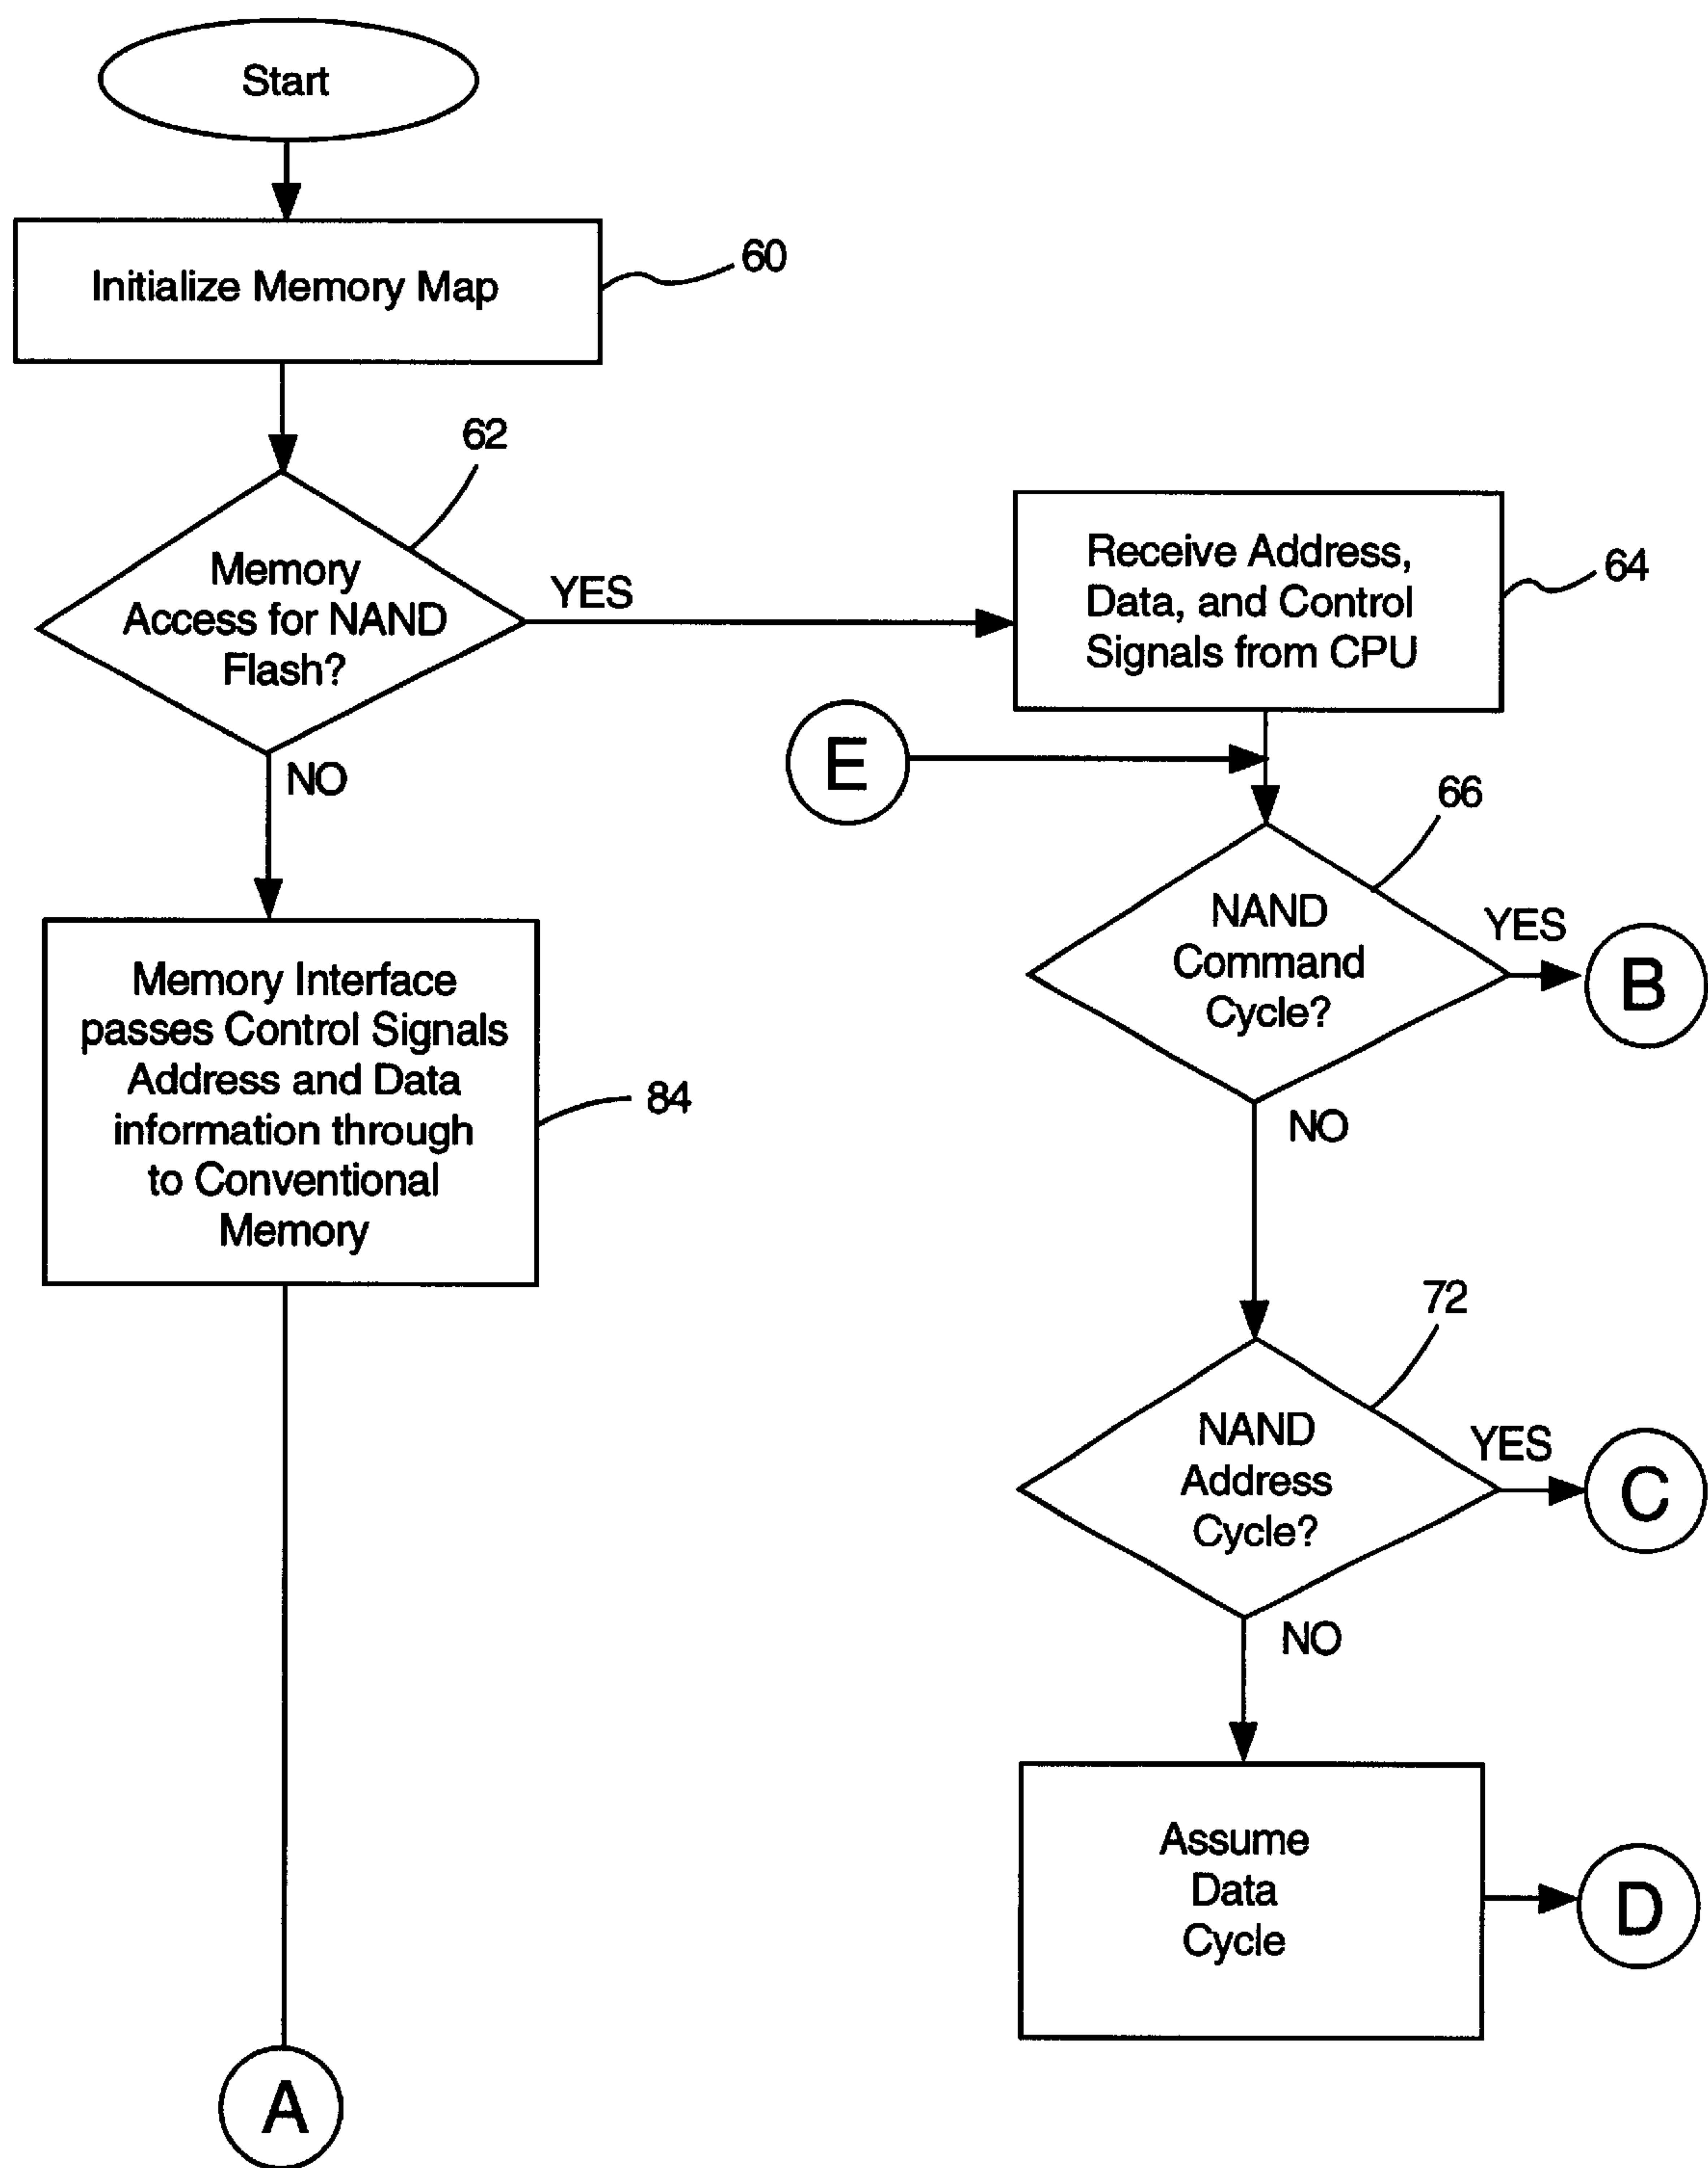 Start
Initialize Memory Map
60
62
Memory
Access for NAND
Flash?
YES
NO
Receive Address,
Data, and Control
Signals from CPU
64
E
66
NAND
Command
Cycle?
YES
B
NO
Memory Interface
passes Control Signals
Address and Data
information through
to Conventional
Memory
84
72
NAND
Address
Cycle?
YES
C
NO
Assume
Data
Cycle
D
A